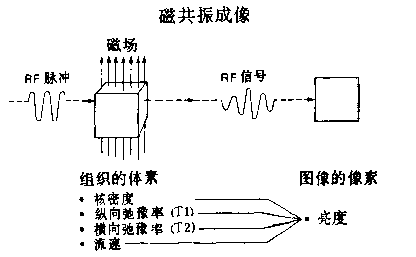 磁共振成像
磁场
RF 脉冲
RF 信号
组织的体素
图像的像素
• 核密度
• 纵向弛豫率 (T1)
• 横向弛豫率 (T2)
• 流速
• 亮度